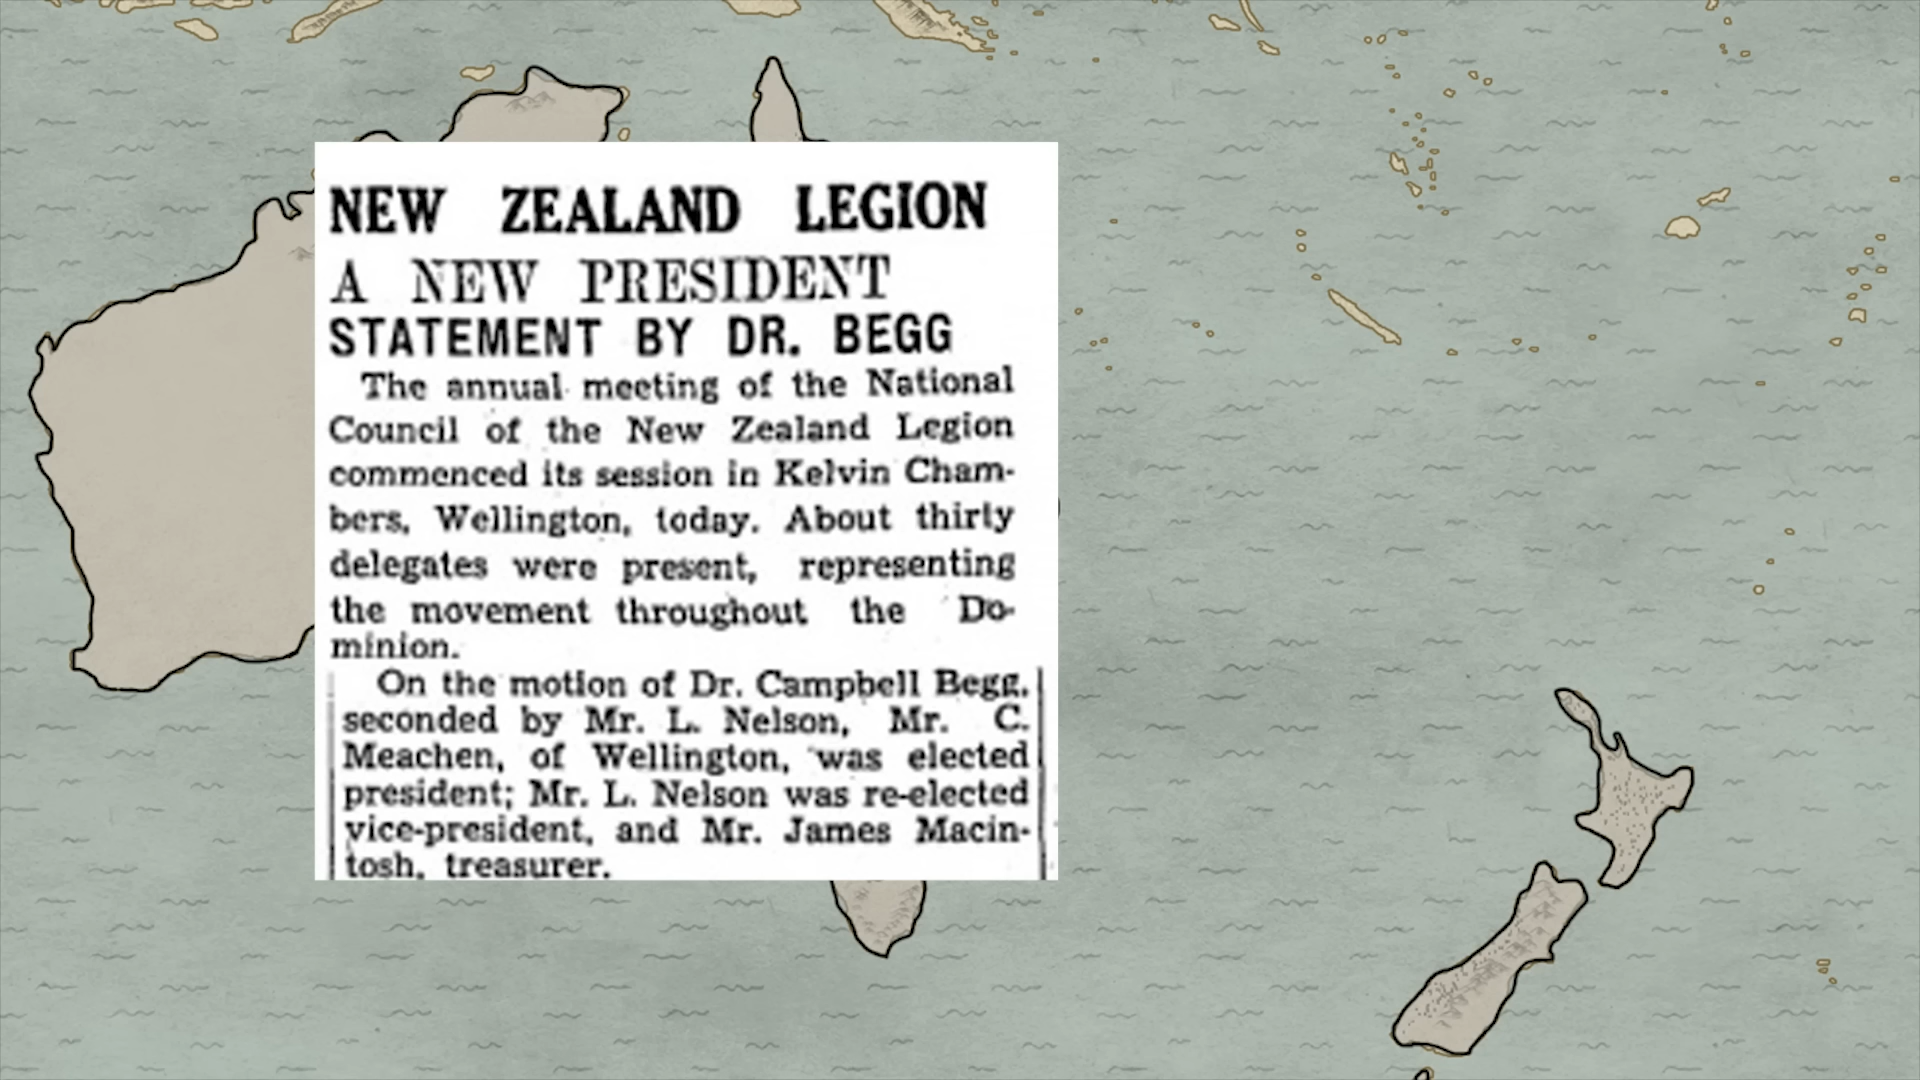 NEW ZEALAND LEGION
A NEW PRESIDENT
STATEMENT BY DR. BEGG
The annual meeting of the National
Council of the New Zealand Legion
commenced its session in Kelvin Cham-
bers, Wellington, today. About thirty
delegates were present, representing
the movement throughout the Do-
minion.
On the motion of Dr. Campbell Begg,
seconded by Mr. L. Nelson, Mr. C.
Meachen, of Wellington, was elected
president; Mr. L. Nelson was re-elected
vice-president, and Mr. James Macin-
tosh, treasurer.